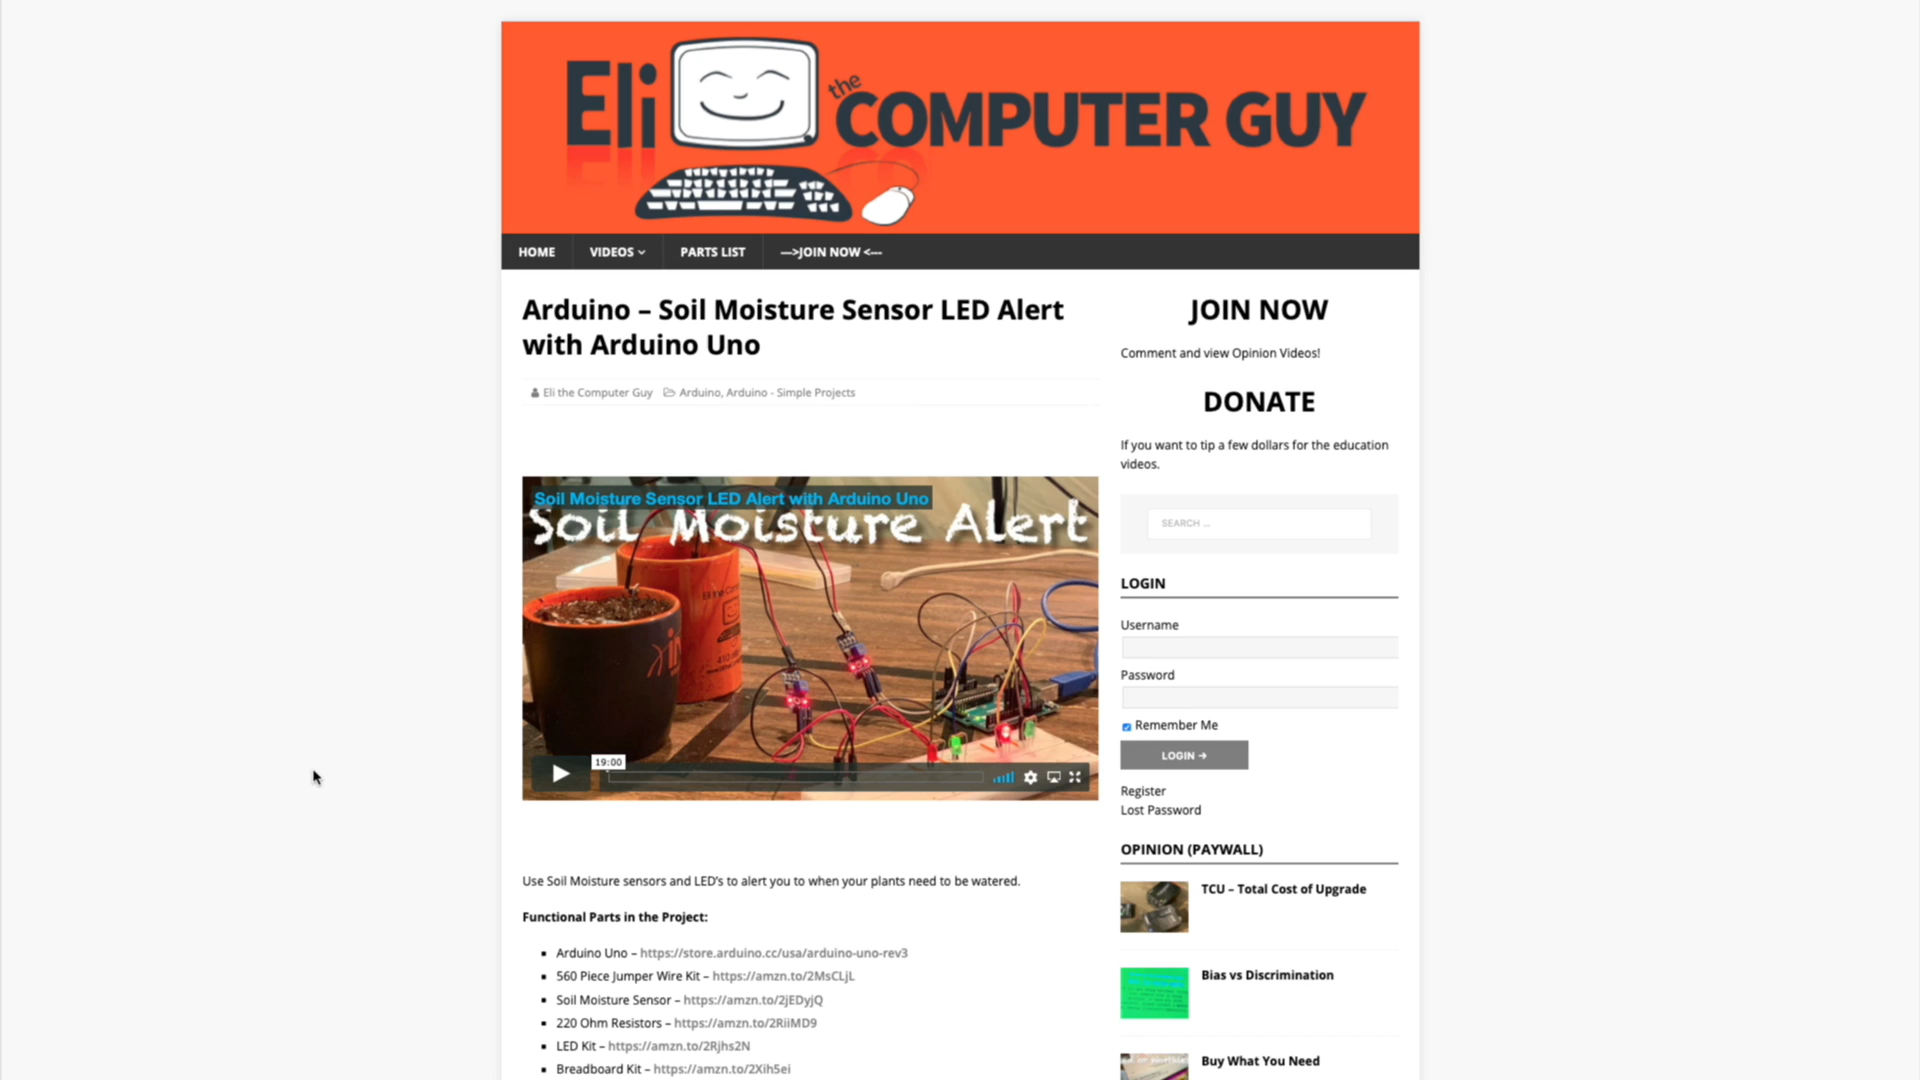 Eli the COMPUTER GUY
HOME VIDEOS PARTS LIST --->JOIN NOW <---
Arduino – Soil Moisture Sensor LED Alert
with Arduino Uno
Eli the Computer Guy Arduino, Arduino - Simple Projects
Soil Moisture Sensor LED Alert with Arduino Uno
Soil Moisture Alert
19:00
Use Soil Moisture sensors and LED's to alert you to when your plants need to be watered.
Functional Parts in the Project:
Arduino Uno – https://store.arduino.cc/usa/arduino-uno-rev3
560 Piece Jumper Wire Kit – https://amzn.to/2MsCLjL
Soil Moisture Sensor – https://amzn.to/2jEDyjQ
220 Ohm Resistors – https://amzn.to/2RiiMD9
LED Kit – https://amzn.to/2Rjhs2N
Breadboard Kit – https://amzn.to/2Xih5ei
JOIN NOW
Comment and view Opinion Videos!
DONATE
If you want to tip a few dollars for the education
videos.
SEARCH ...
LOGIN
Username
Password
Remember Me
LOGIN →
Register
Lost Password
OPINION (PAYWALL)
TCU – Total Cost of Upgrade
Bias vs Discrimination
Buy What You Need